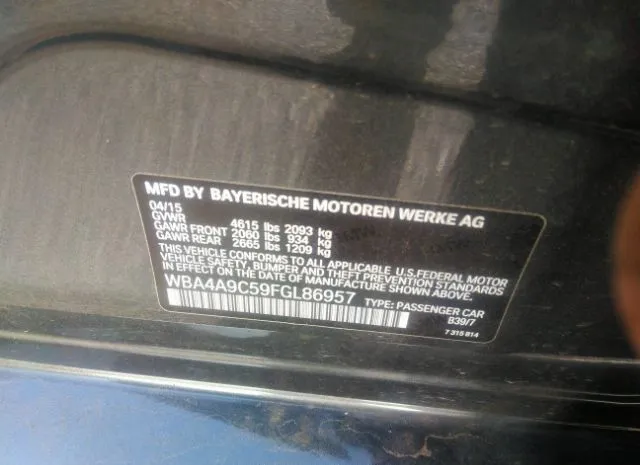 MFD BY BAYERISCHE MOTOREN WERKE AG
04/15
GVWR 4615 lbs 2093 kg
GAWR FRONT 2060 lbs 934 kg
GAWR REAR 2665 lbs 1209 kg
THIS VEHICLE CONFORMS TO ALL APPLICABLE U.S.FEDERAL MOTOR
VEHICLE SAFETY, BUMPER, AND THEFT PREVENTION STANDARDS
IN EFFECT ON THE DATE OF MANUFACTURE SHOWN ABOVE.
WBA4A9C59FGL86957 TYPE: PASSENGER CAR
B39/7
7 315 814